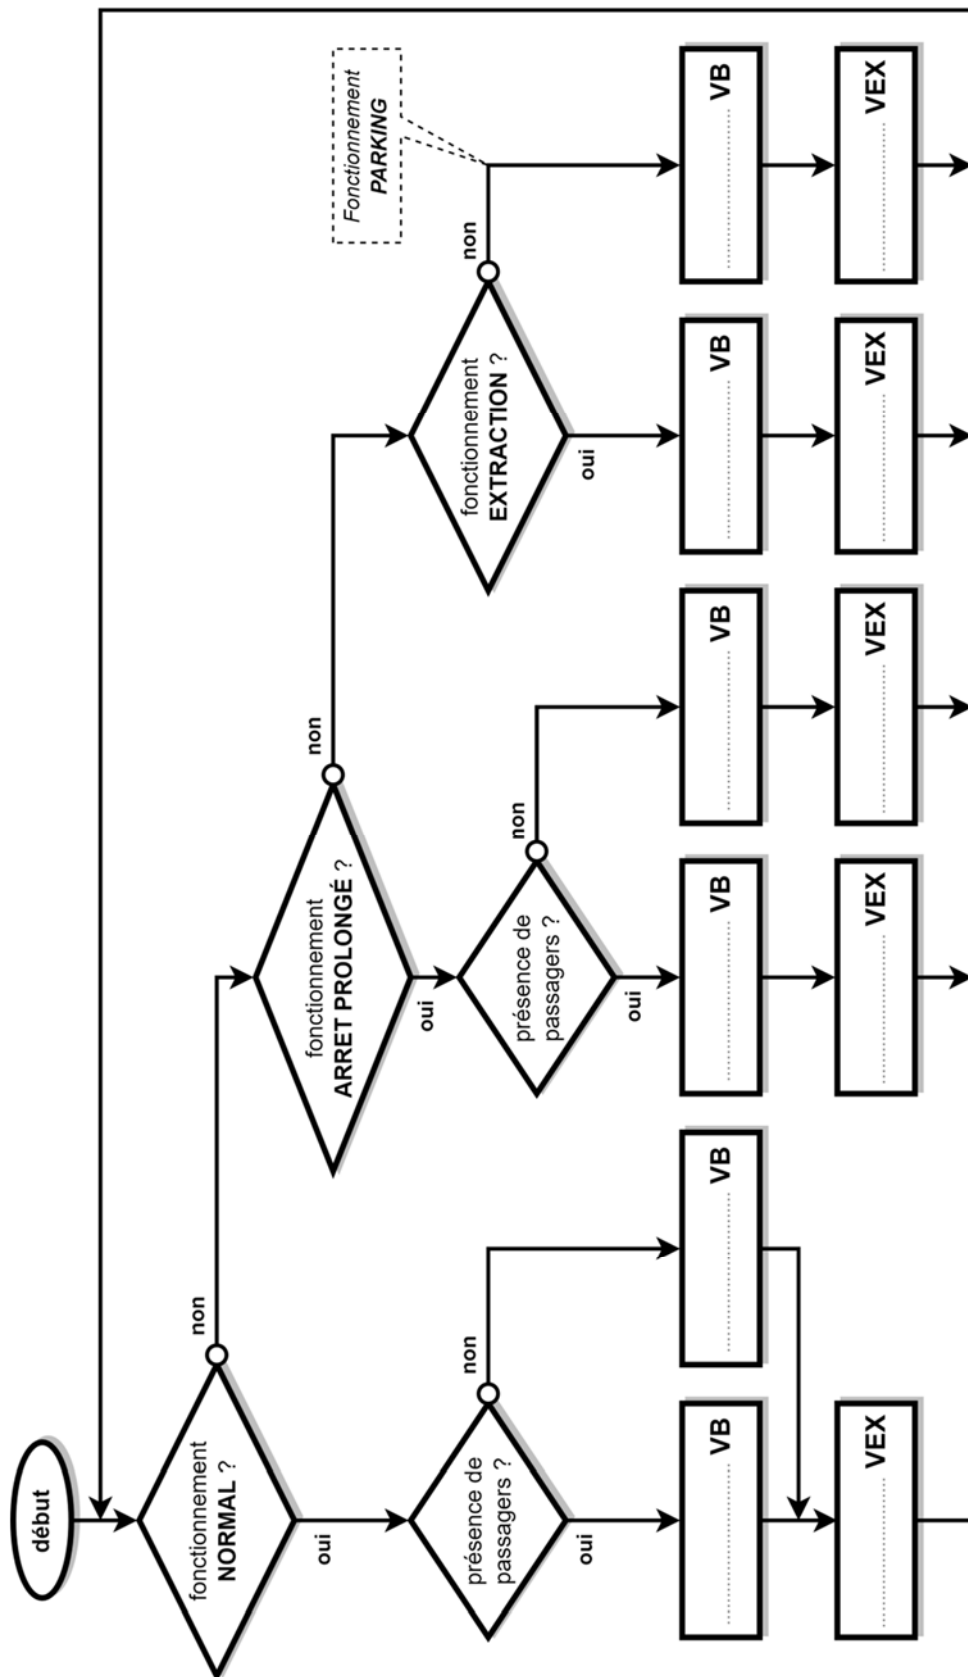 début
fonctionnement
NORMAL ?
non
oui
présence de
passagers ?
non
oui
VB
VB
VEX
fonctionnement
ARRET PROLONGÉ ?
non
oui
présence de
passagers ?
non
oui
VB
VEX
VB
VEX
fonctionnement
EXTRACTION ?
non
oui
Fonctionnement
PARKING
VB
VEX
VB
VEX